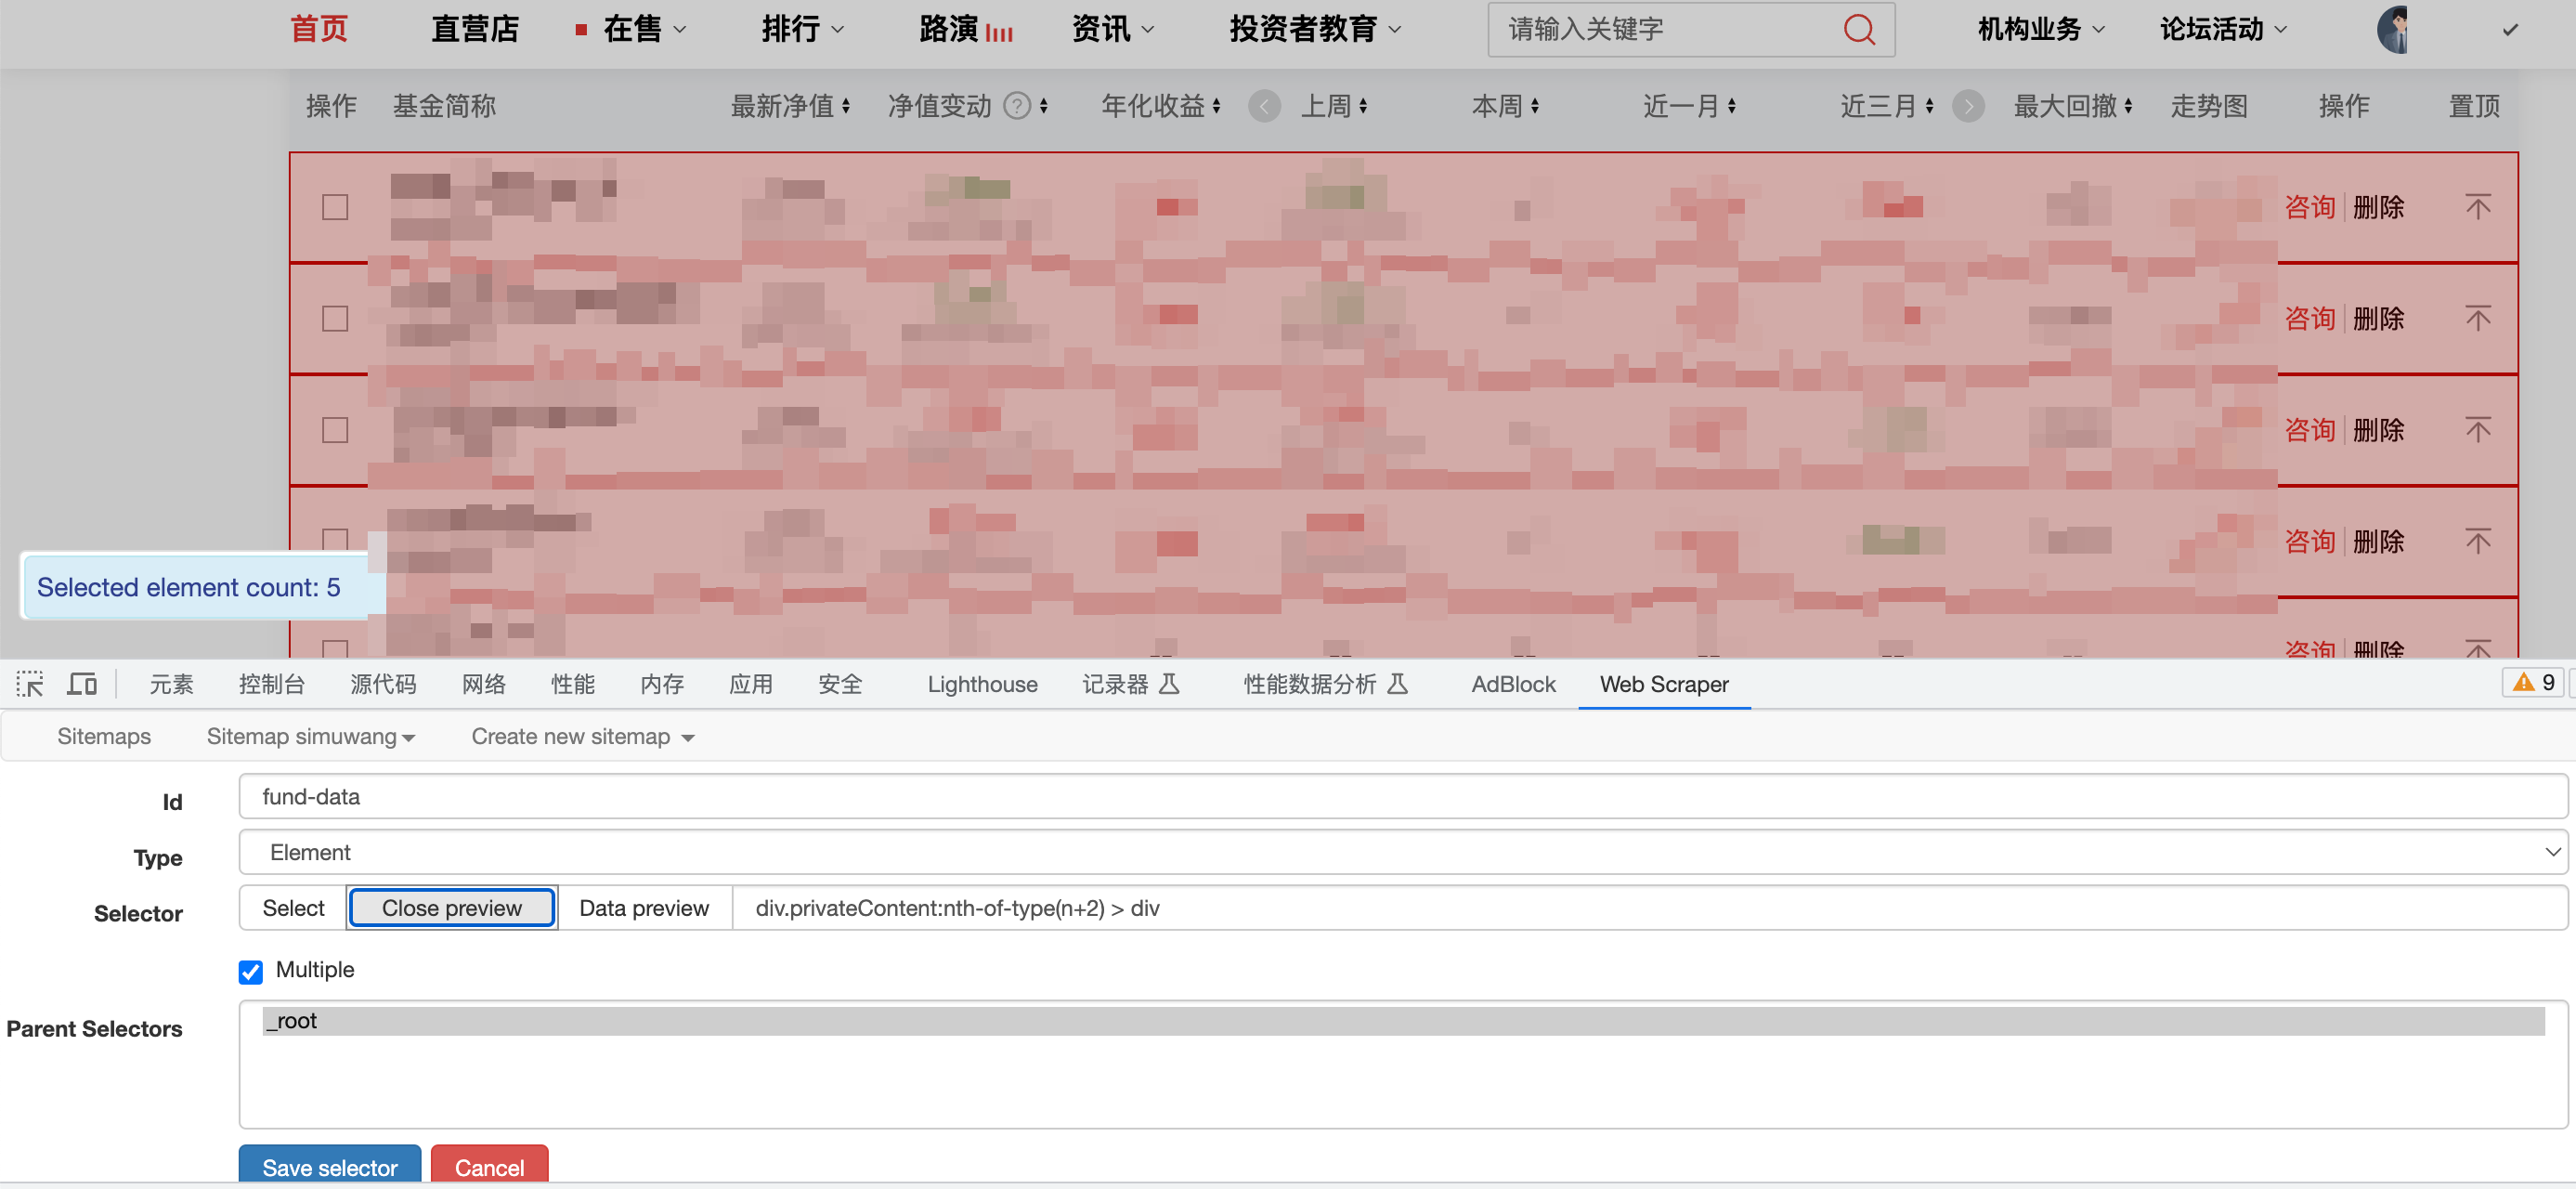 首页 直营店 在售 排行 路演 资讯 投资者教育 请输入关键字 机构业务 论坛活动
操作 基金简称 最新净值 净值变动 ? 年化收益 上周 本周 近一月 近三月 最大回撤 走势图 操作 置顶
咨询 删除
咨询 删除
咨询 删除
咨询 删除
Selected element count: 5
咨询 删除
元素 控制台 源代码 网络 性能 内存 应用 安全 Lighthouse 记录器 性能数据分析 AdBlock Web Scraper 9
Sitemaps Sitemap simuwang Create new sitemap
Id fund-data
Type Element
Selector Select Close preview Data preview div.privateContent:nth-of-type(n+2) > div
Multiple
Parent Selectors _root
Save selector Cancel